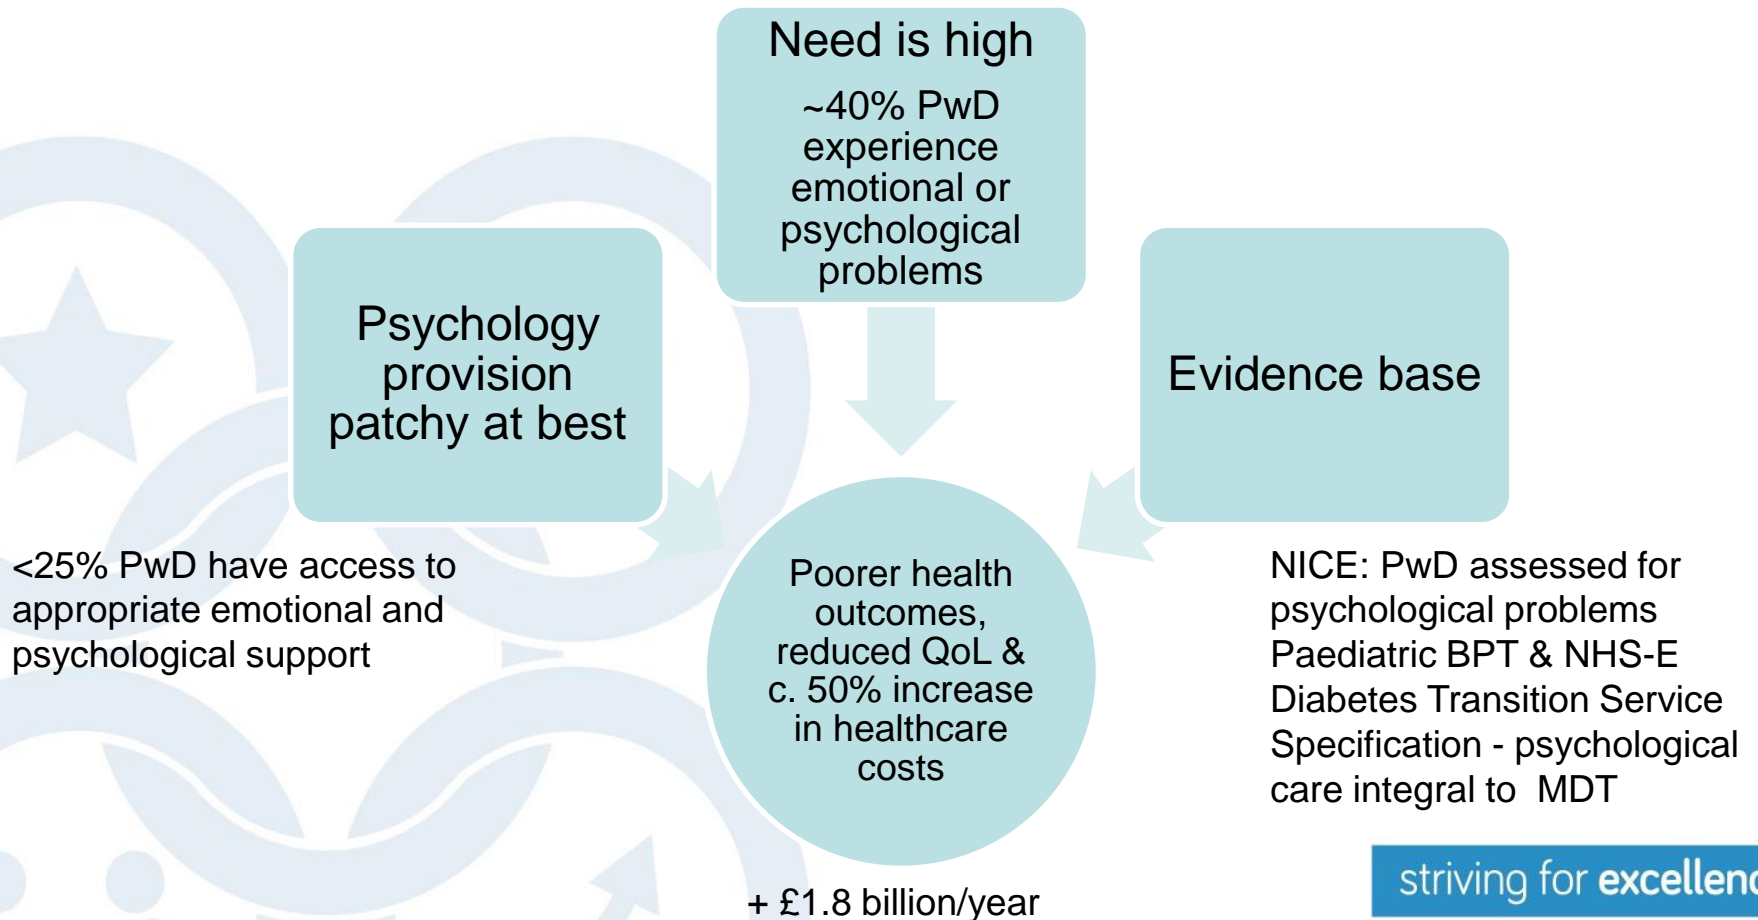 Need is high
~40% PwD
experience
emotional or
psychological
problems
Psychology
provision
patchy at best
Evidence base
<25% PwD have access to
appropriate emotional and
psychological support
Poorer health
outcomes,
reduced QoL &
c. 50% increase
in healthcare
costs
NICE: PwD assessed for
psychological problems
Paediatric BPT & NHS-E
Diabetes Transition Service
Specification - psychological
care integral to  MDT
+ £1.8 billion/year
striving for